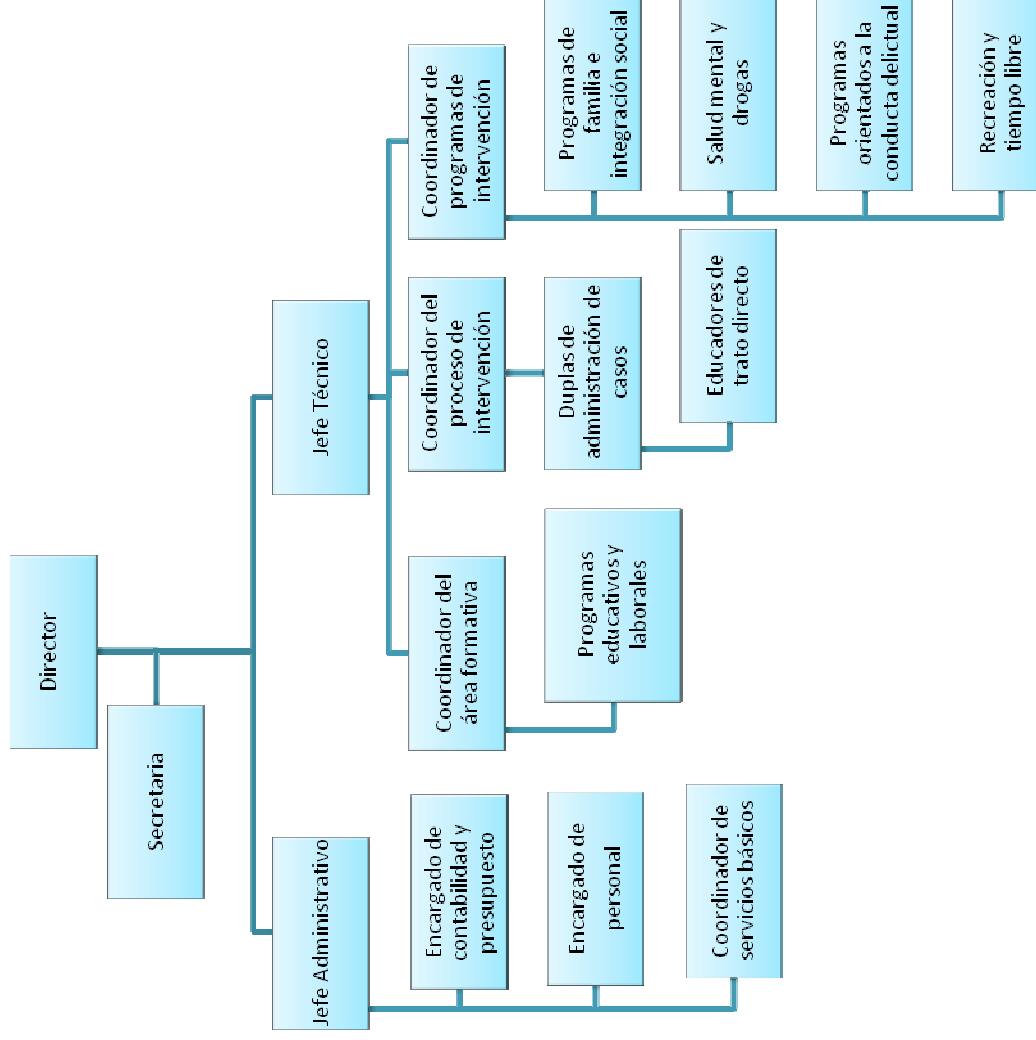 Director
Secretaria
Jefe Administrativo
Jefe Técnico
Encargado de
contabilidad y
presupuesto
Encargado de
personal
Coordinador de
servicios básicos
Coordinador del
área formativa
Programas
educativos y
laborales
Coordinador del
proceso de
intervención
Duplas de
administración de
casos
Educadores de
trato directo
Coordinador de
programas de
intervención
Programas de
familia e
integración social
Salud mental y
drogas
Programas
orientados a la
conducta delictual
Recreación y
tiempo libre